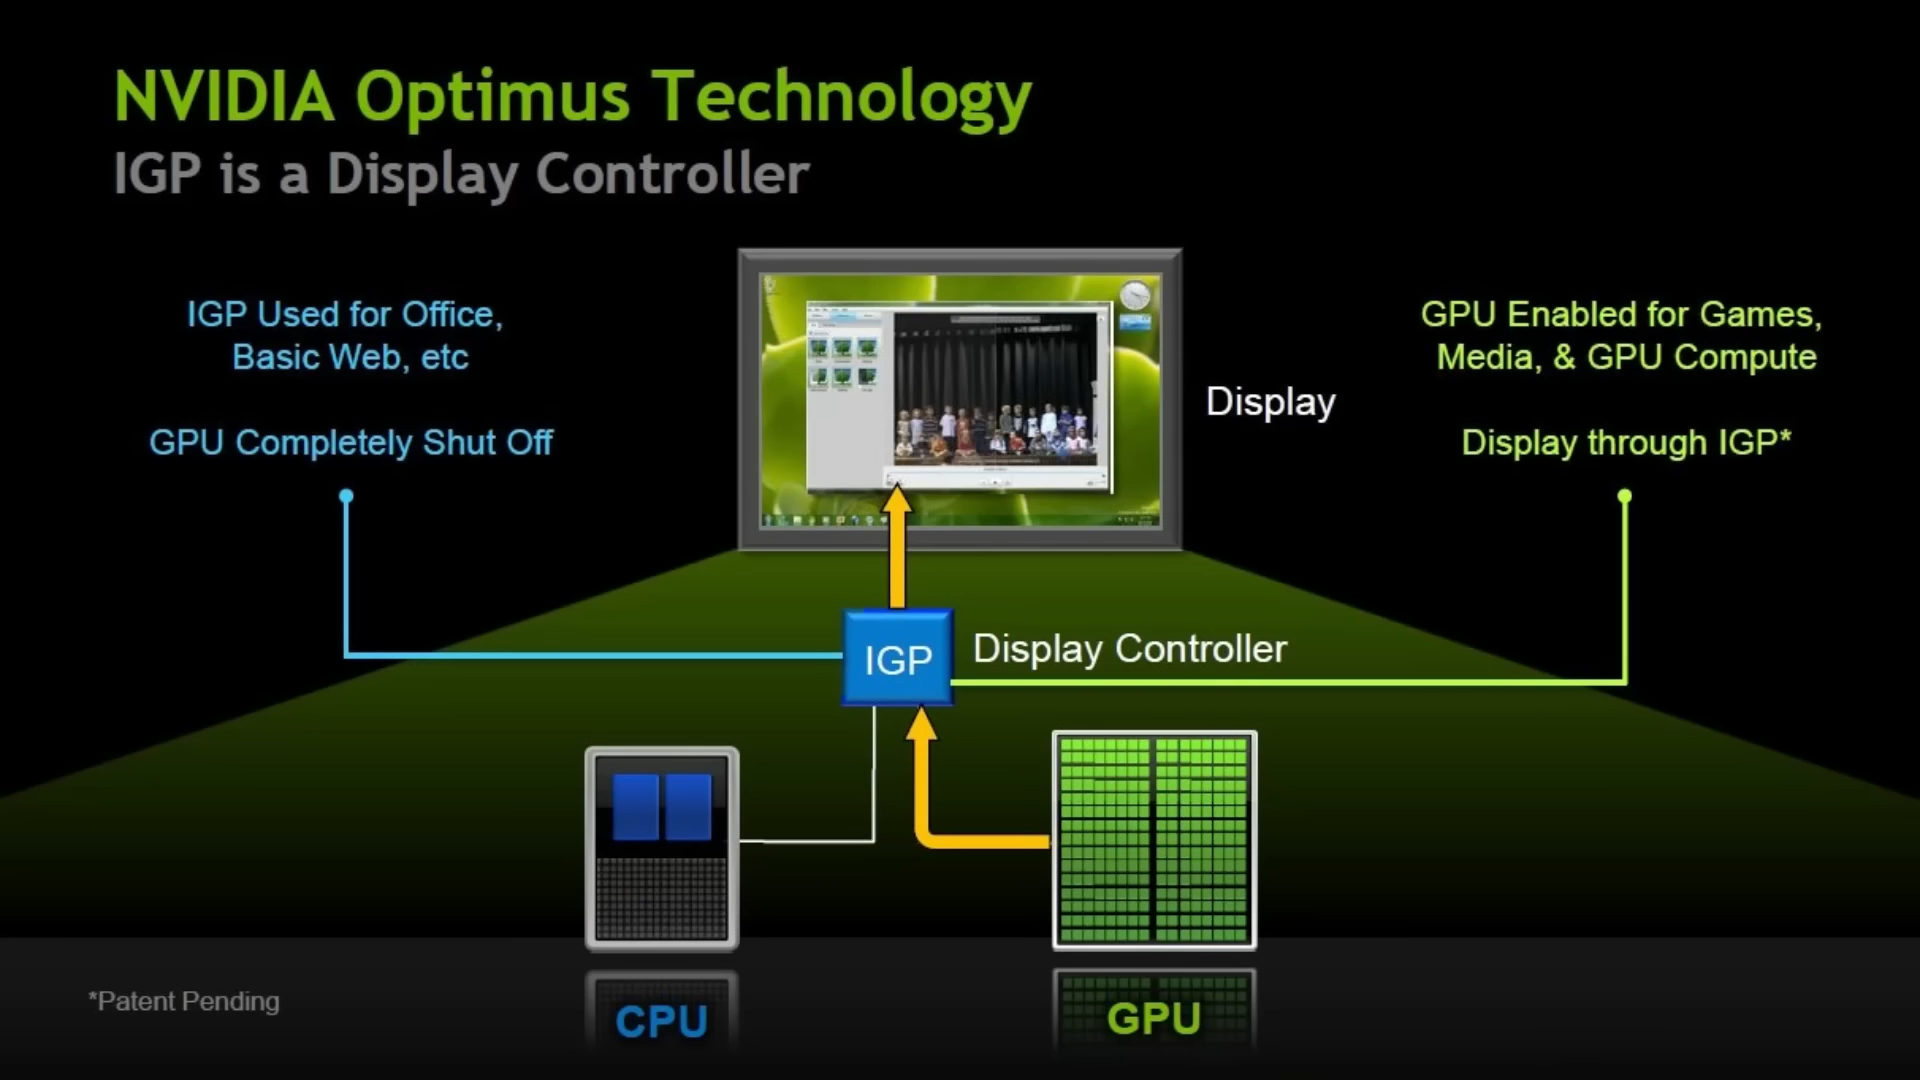 NVIDIA Optimus Technology
IGP is a Display Controller
IGP Used for Office,
Basic Web, etc
GPU Completely Shut Off
Display
GPU Enabled for Games,
Media, & GPU Compute
Display through IGP*
IGP
Display Controller
CPU
GPU
*Patent Pending